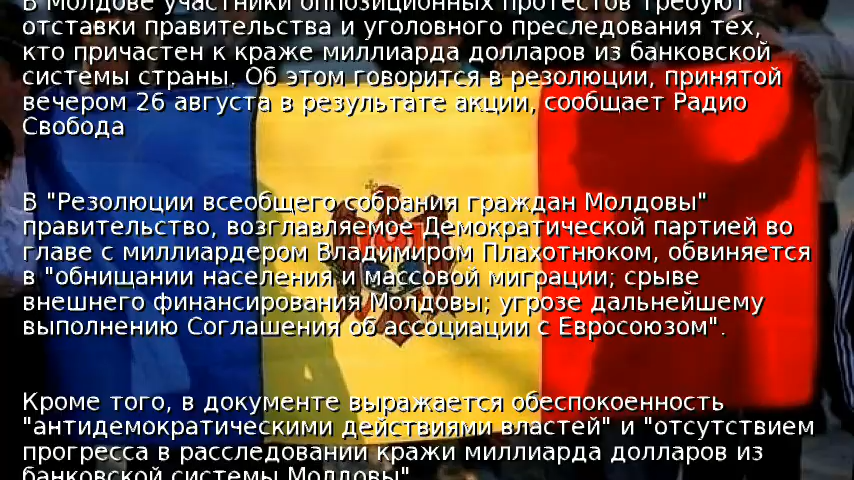 В Молдове участники оппозиционных протестов требуют
отставки правительства и уголовного преследования тех,
кто причастен к краже миллиарда долларов из банковской
системы страны. Об этом говорится в резолюции, принятой
вечером 26 августа в результате акции, сообщает Радио
Свобода
В "Резолюции всеобщего собрания граждан Молдовы"
правительство, возглавляемое Демократической партией во
главе с миллиардером Владимиром Плахотнюком, обвиняется
в "обнищании населения и массовой миграции; срыве
внешнего финансирования Молдовы; угрозе дальнейшему
выполнению Соглашения об ассоциации с Евросоюзом".
Кроме того, в документе выражается обеспокоенность
"антидемократическими действиями властей" и "отсутствием
прогресса в расследовании кражи миллиарда долларов из
банковской системы Молдовы"